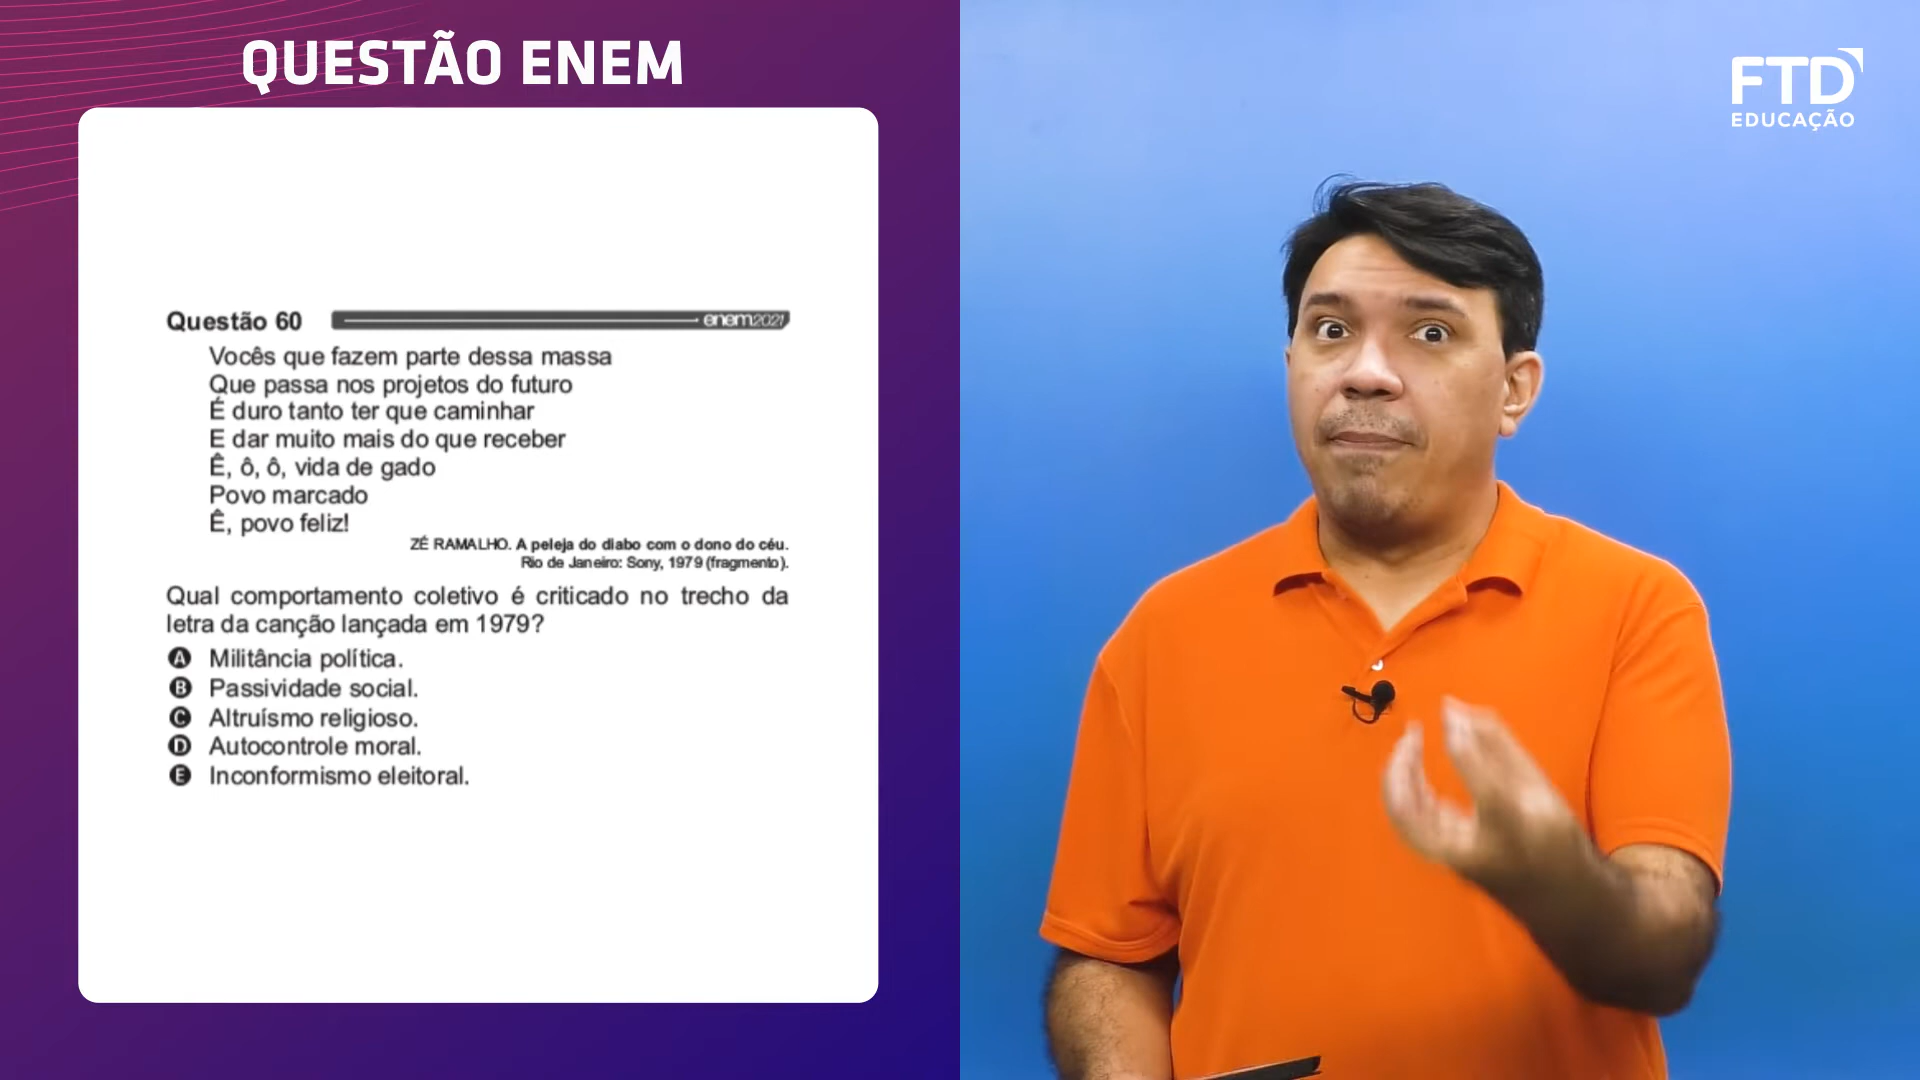 QUESTÃO ENEM
FTD
EDUCAÇÃO
Questão 60
enem2021
Vocês que fazem parte dessa massa
Que passa nos projetos do futuro
É duro tanto ter que caminhar
E dar muito mais do que receber
Ê, ô, ô, vida de gado
Povo marcado
Ê, povo feliz!
ZÉ RAMALHO. A peleja do diabo com o dono do céu.
Rio de Janeiro: Sony, 1979 (fragmento).
Qual comportamento coletivo é criticado no trecho da
letra da canção lançada em 1979?
A Militância política.
B Passividade social.
C Altruísmo religioso.
D Autocontrole moral.
E Inconformismo eleitoral.